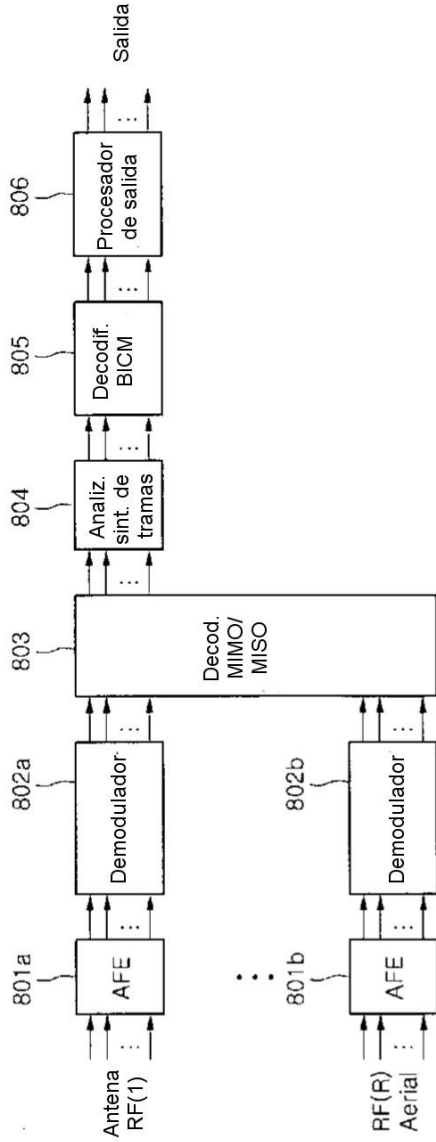 801a
802a
803
804
805
806
Antena
RF(1)
AFE
Demodulador
Decod.
MIMO/
MISO
Analiz.
sint. de
tramas
Decodif.
BICM
Procesador
de salida
Salida
801b
802b
RF(R)
Aerial
AFE
Demodulador